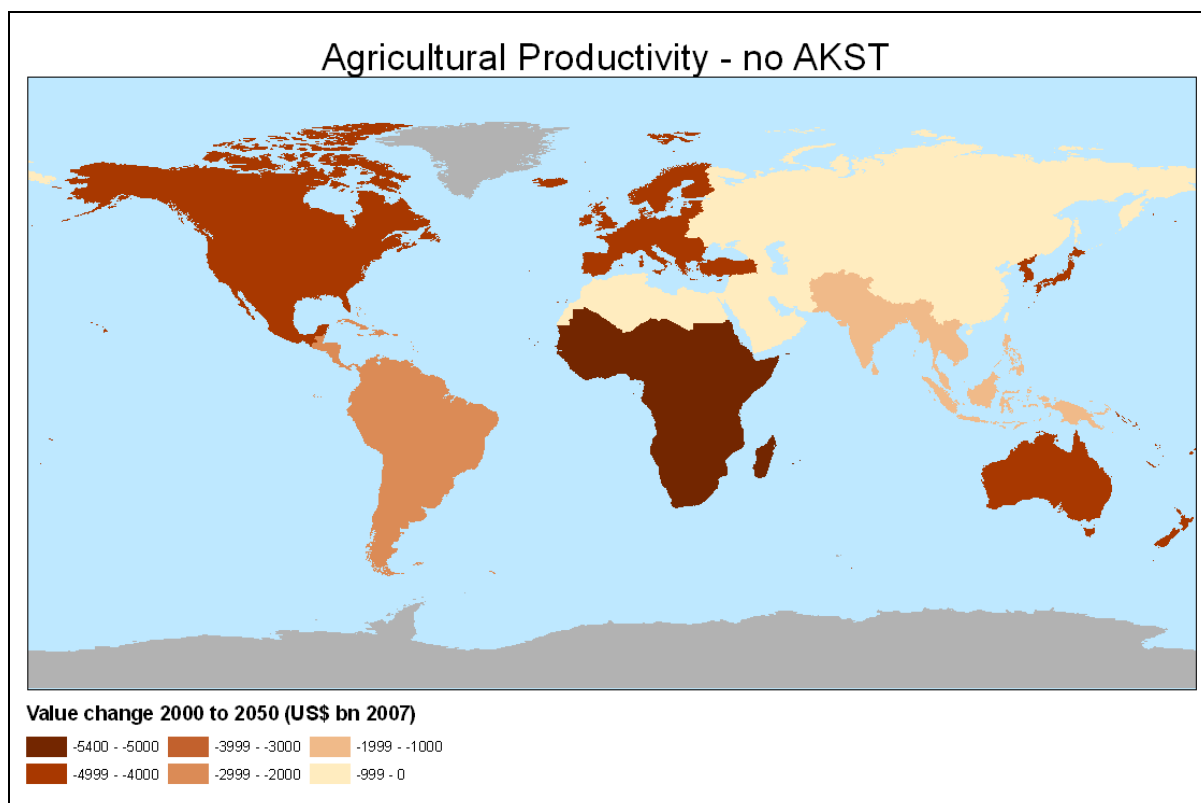 Agricultural Productivity - no AKST
Value change 2000 to 2050 (US$ bn 2007)
-5400 - -5000 -3999 - -3000 -1999 - -1000
-4999 - -4000 -2999 - -2000 -999 - 0